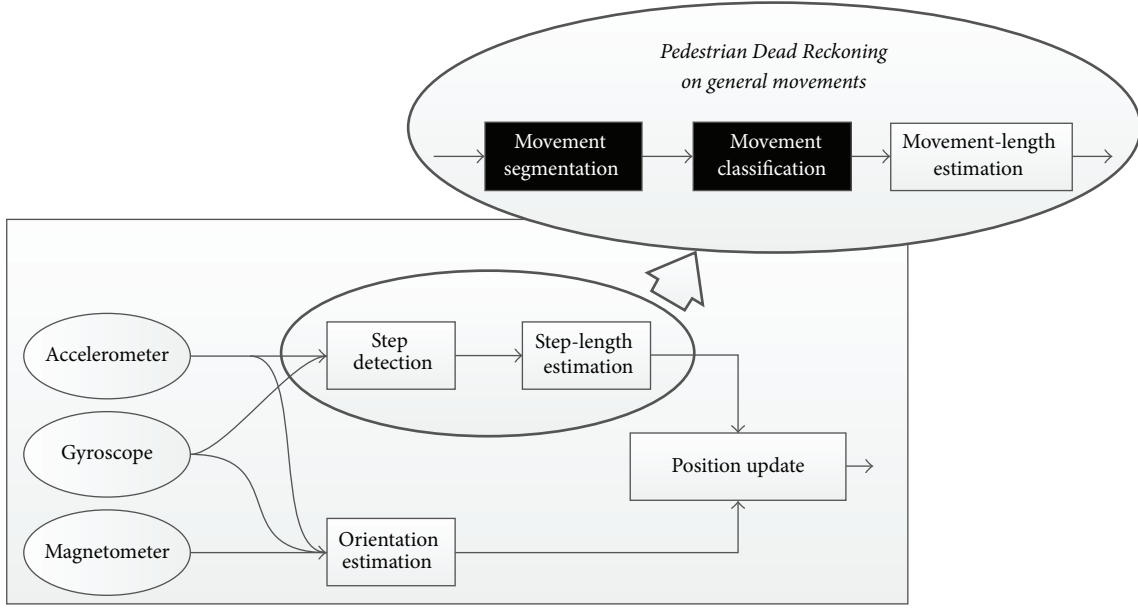 Pedestrian Dead Reckoning
on general movements
Movement
segmentation
Movement
classification
Movement-length
estimation
Accelerometer
Step
detection
Step-length
estimation
Gyroscope
Position update
Magnetometer
Orientation
estimation